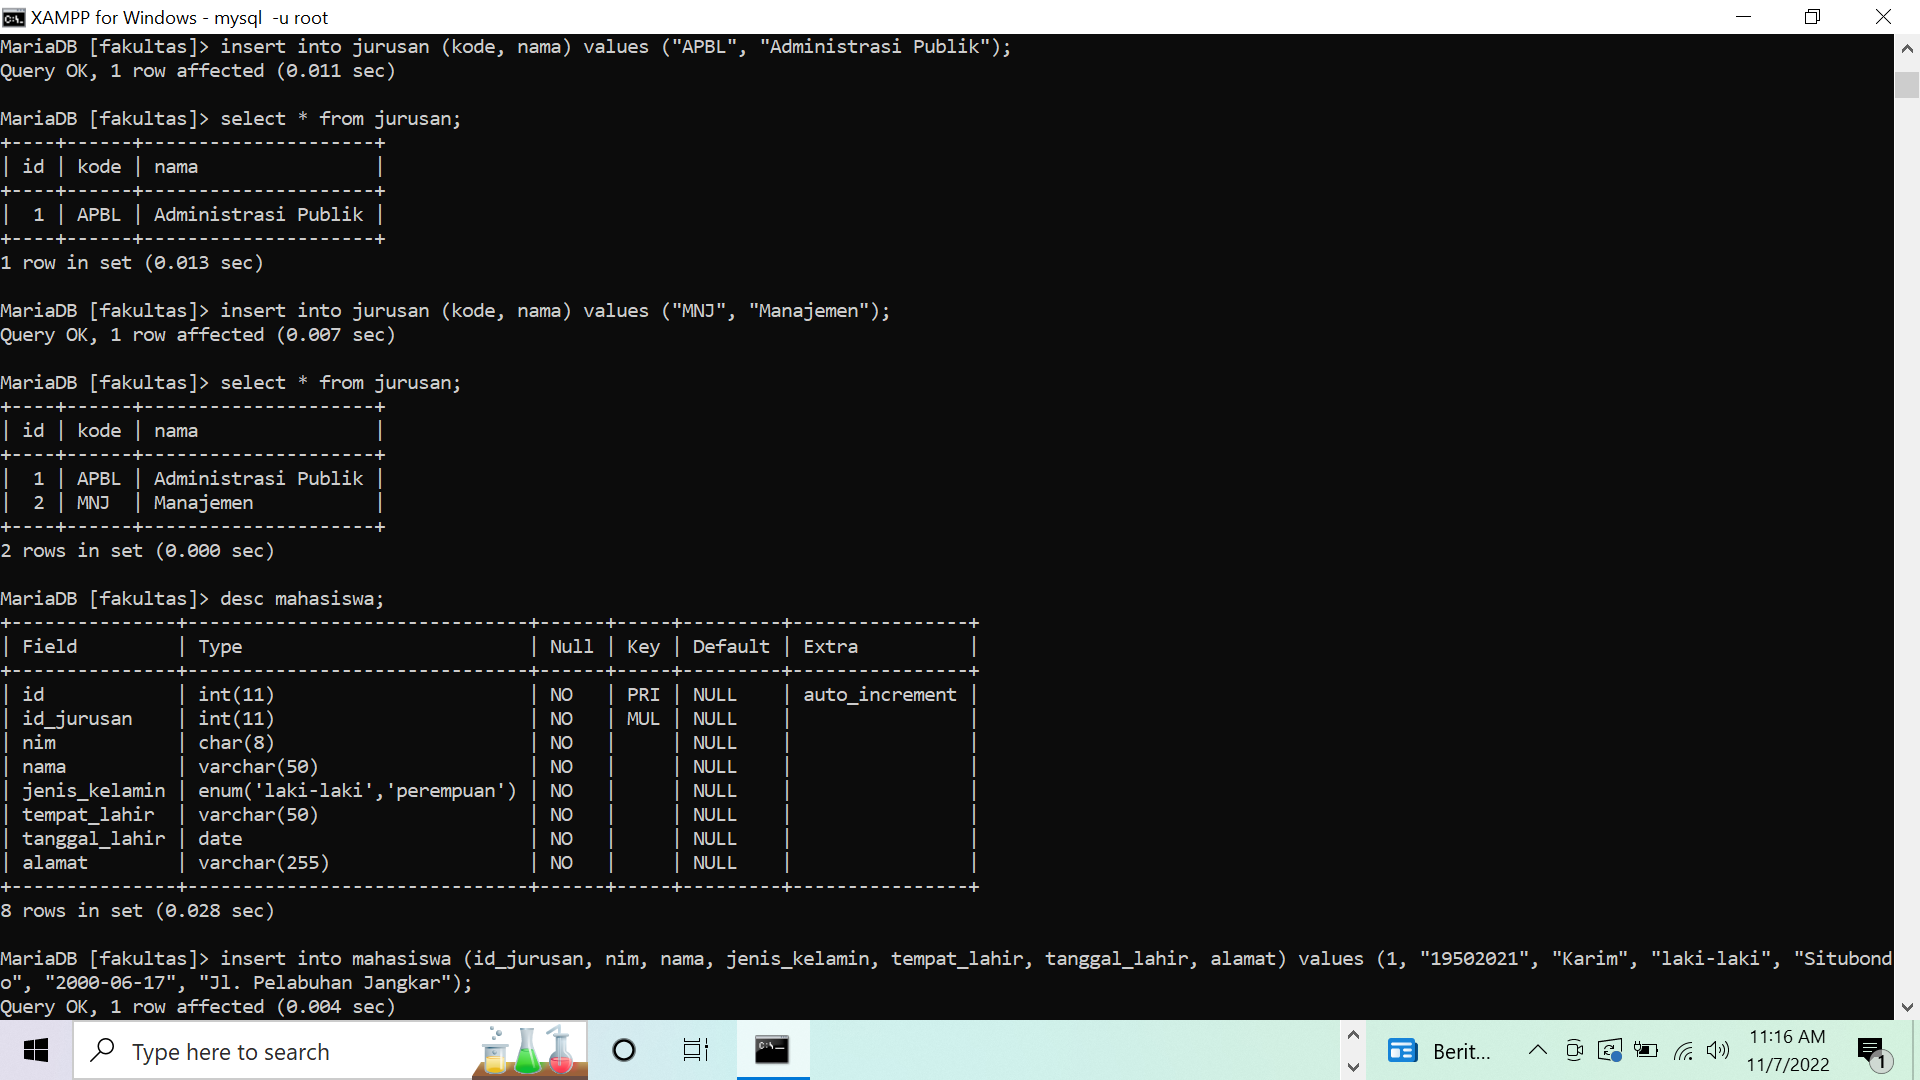 XAMPP for Windows - mysql  -u root
MariaDB [fakultas]> insert into jurusan (kode, nama) values ("APBL", "Administrasi Publik");
Query OK, 1 row affected (0.011 sec)

MariaDB [fakultas]> select * from jurusan;
+----+------+---------------------+
| id | kode | nama                |
+----+------+---------------------+
|  1 | APBL | Administrasi Publik |
+----+------+---------------------+
1 row in set (0.013 sec)

MariaDB [fakultas]> insert into jurusan (kode, nama) values ("MNJ", "Manajemen");
Query OK, 1 row affected (0.007 sec)

MariaDB [fakultas]> select * from jurusan;
+----+------+---------------------+
| id | kode | nama                |
+----+------+---------------------+
|  1 | APBL | Administrasi Publik |
|  2 | MNJ  | Manajemen           |
+----+------+---------------------+
2 rows in set (0.000 sec)

MariaDB [fakultas]> desc mahasiswa;
+---------------+-------------------------------+------+-----+---------+----------------+
| Field         | Type                          | Null | Key | Default | Extra          |
+---------------+-------------------------------+------+-----+---------+----------------+
| id            | int(11)                       | NO   | PRI | NULL    | auto_increment |
| id_jurusan    | int(11)                       | NO   | MUL | NULL    |                |
| nim           | char(8)                       | NO   |     | NULL    |                |
| nama          | varchar(50)                   | NO   |     | NULL    |                |
| jenis_kelamin | enum('laki-laki','perempuan') | NO   |     | NULL    |                |
| tempat_lahir  | varchar(50)                   | NO   |     | NULL    |                |
| tanggal_lahir | date                          | NO   |     | NULL    |                |
| alamat        | varchar(255)                  | NO   |     | NULL    |                |
+---------------+-------------------------------+------+-----+---------+----------------+
8 rows in set (0.028 sec)

MariaDB [fakultas]> insert into mahasiswa (id_jurusan, nim, nama, jenis_kelamin, tempat_lahir, tanggal_lahir, alamat) values (1, "19502021", "Karim", "laki-laki", "Situbond
o", "2000-06-17", "Jl. Pelabuhan Jangkar");
Query OK, 1 row affected (0.004 sec)
Type here to search
Berit...
11:16 AM
11/7/2022
1